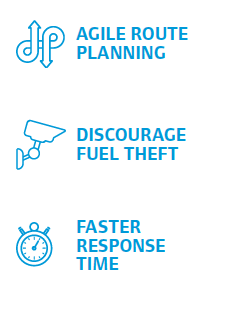 AGILE ROUTE
PLANNING
DISCOURAGE
FUEL THEFT
FASTER
RESPONSE
TIME